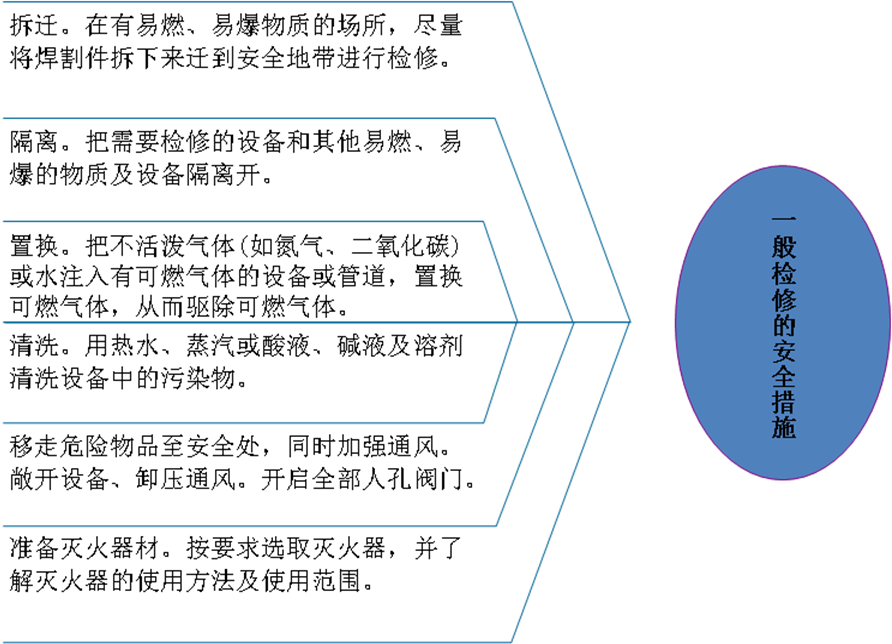 拆迁。在有易燃、易爆物质的场所，尽量
将焊割件拆下来迁到安全地带进行检修。
隔离。把需要检修的设备和其他易燃、易
爆的物质及设备隔离开。
置换。把不活泼气体(如氮气、二氧化碳)
或水注入有可燃气体的设备或管道，置换
可燃气体，从而驱除可燃气体。
清洗。用热水、蒸汽或酸液、碱液及溶剂
清洗设备中的污染物。
移走危险物品至安全处，同时加强通风。
敞开设备、卸压通风。开启全部人孔阀门。
准备灭火器材。按要求选取灭火器，并了
解灭火器的使用方法及使用范围。
一般检修的安全措施